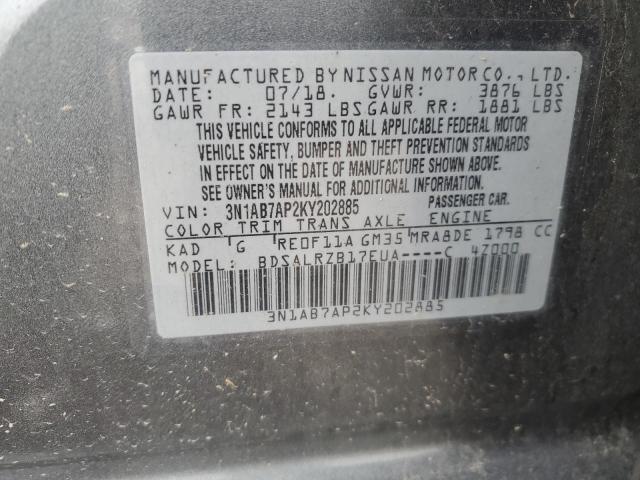 MANUFACTURED BY NISSAN MOTOR CO., LTD.
DATE: 07/18. GVWR: 3876 LBS
GAWR FR: 2143 LBS GAWR RR: 1881 LBS
THIS VEHICLE CONFORMS TO ALL APPLICABLE FEDERAL MOTOR
VEHICLE SAFETY, BUMPER AND THEFT PREVENTION STANDARDS
IN EFFECT ON THE DATE OF MANUFACTURE SHOWN ABOVE.
SEE OWNER'S MANUAL FOR ADDITIONAL INFORMATION.
VIN: 3N1AB7AP2KY202885 PASSENGER CAR.
COLOR TRIM TRANS AXLE ENGINE
KAD G RE0F11A GM35 MRA8DE 1798 CC
MODEL: BDSALRZB17EUA----C 4Z000
3N1AB7AP2KY202885